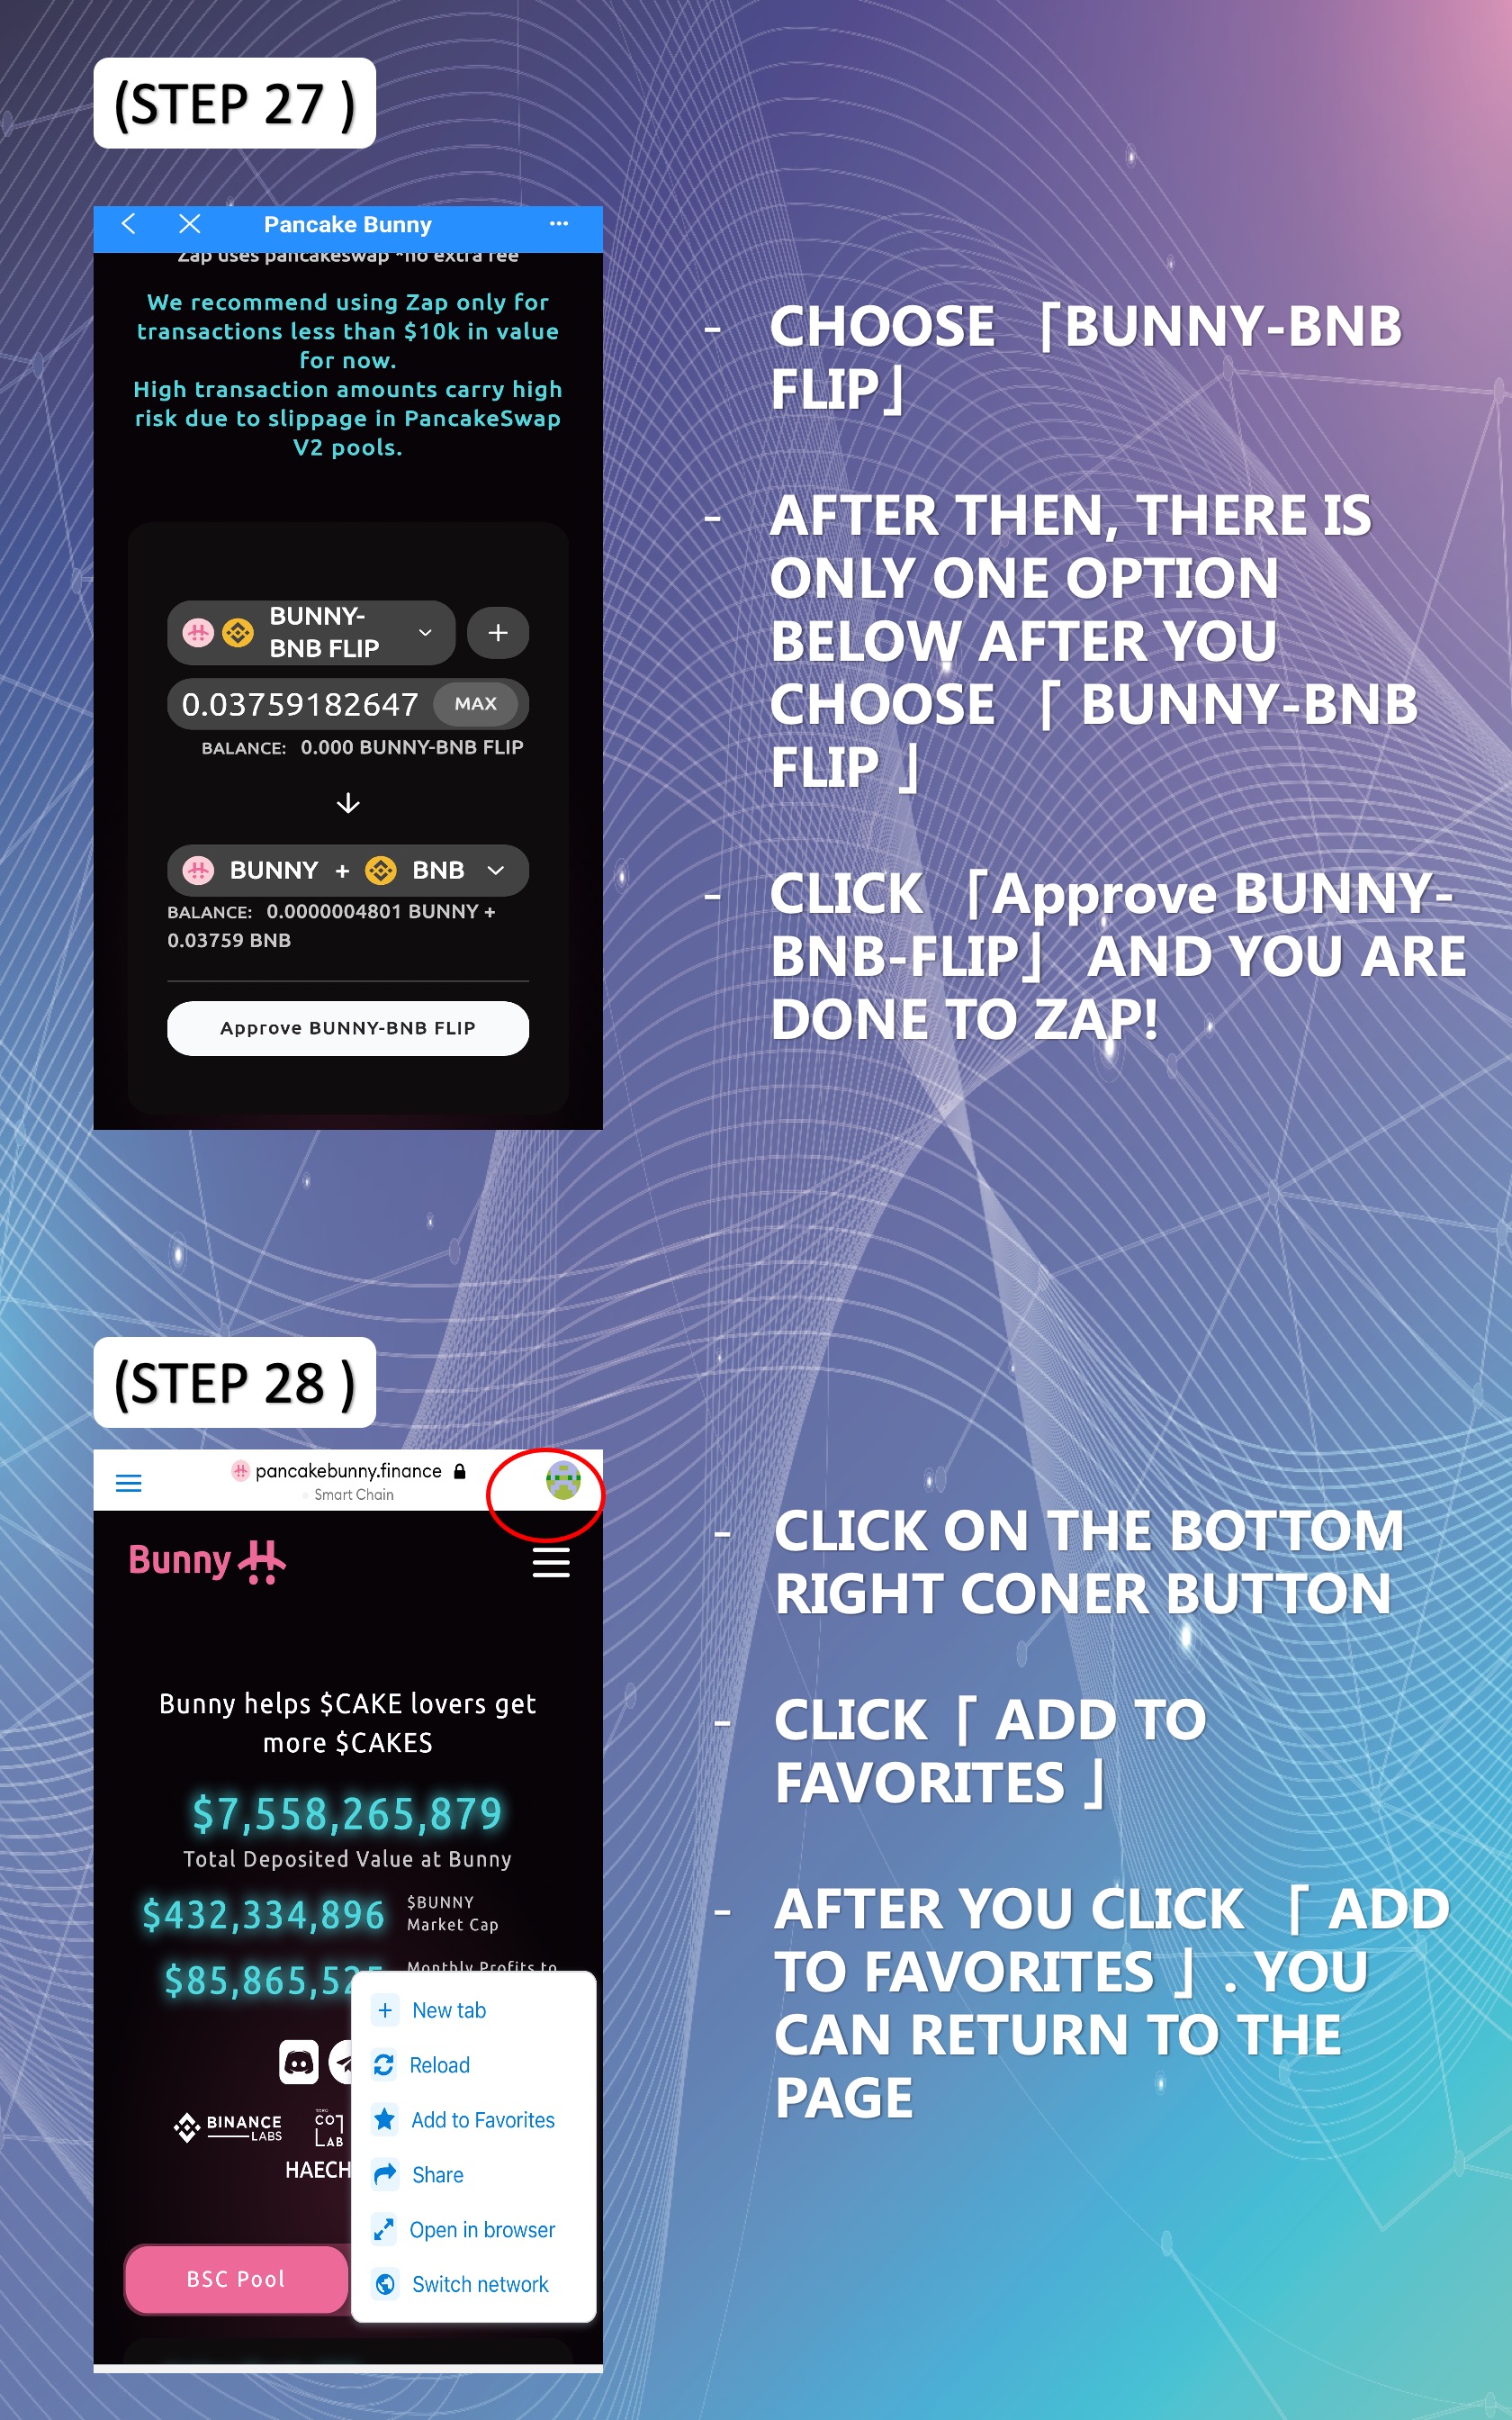 (STEP 27 )
Pancake Bunny
Zap uses pancakeswap *no extra fee
We recommend using Zap only for
transactions less than $10k in value
for now.
High transaction amounts carry high
risk due to slippage in PancakeSwap
V2 pools.
BUNNY-
BNB FLIP
0.03759182647 MAX
BALANCE: 0.000 BUNNY-BNB FLIP
BUNNY + BNB
BALANCE: 0.0000004801 BUNNY +
0.03759 BNB
Approve BUNNY-BNB FLIP
- CHOOSE 「BUNNY-BNB
FLIP」
- AFTER THEN, THERE IS
ONLY ONE OPTION
BELOW AFTER YOU
CHOOSE 「 BUNNY-BNB
FLIP 」
- CLICK 「Approve BUNNY-
BNB-FLIP」 AND YOU ARE
DONE TO ZAP!
(STEP 28 )
pancakebunny.finance
Smart Chain
Bunny
Bunny helps $CAKE lovers get
more $CAKES
$7,558,265,879
Total Deposited Value at Bunny
$432,334,896 $BUNNY
Market Cap
$85,865,525 Monthly Profits to
New tab
Reload
Add to Favorites
Share
Open in browser
Switch network
BINANCE
LABS
CO
LAB
HAECH
BSC Pool
- CLICK ON THE BOTTOM
RIGHT CONER BUTTON
- CLICK「 ADD TO
FAVORITES 」
- AFTER YOU CLICK 「 ADD
TO FAVORITES 」. YOU
CAN RETURN TO THE
PAGE